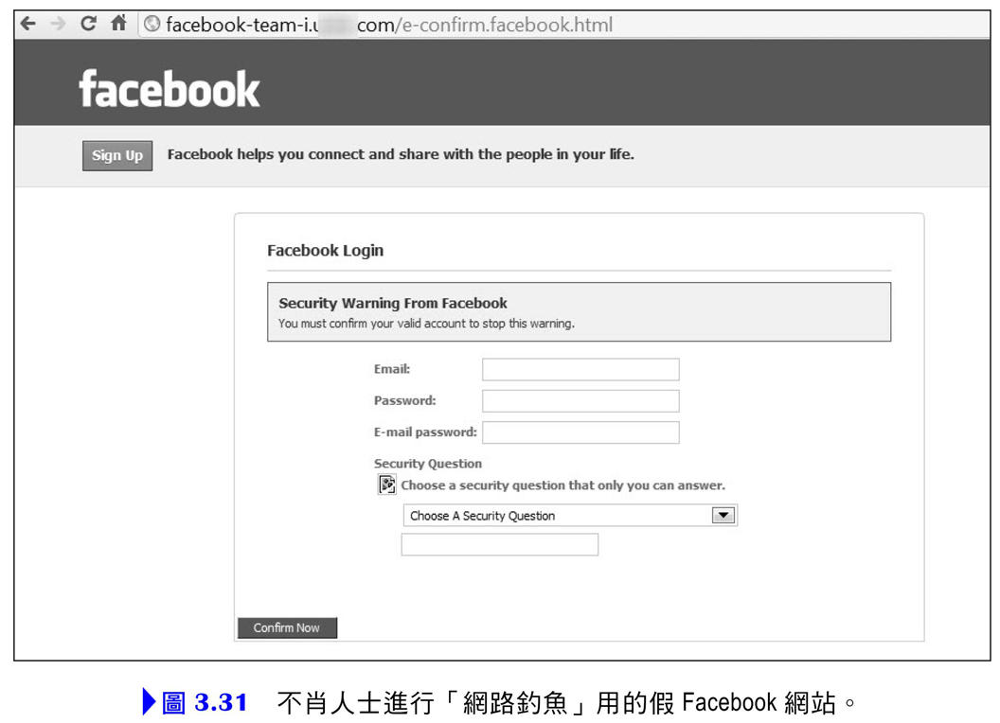 facebook-team-i.u com/e-confirm.facebook.html
facebook
Sign Up Facebook helps you connect and share with the people in your life.
Facebook Login
Security Warning From Facebook
You must confirm your valid account to stop this warning.
Email:
Password:
E-mail password:
Security Question
Choose a security question that only you can answer.
Choose A Security Question
Confirm Now
圖 3.31 不肖人士進行「網路釣魚」用的假 Facebook 網站。